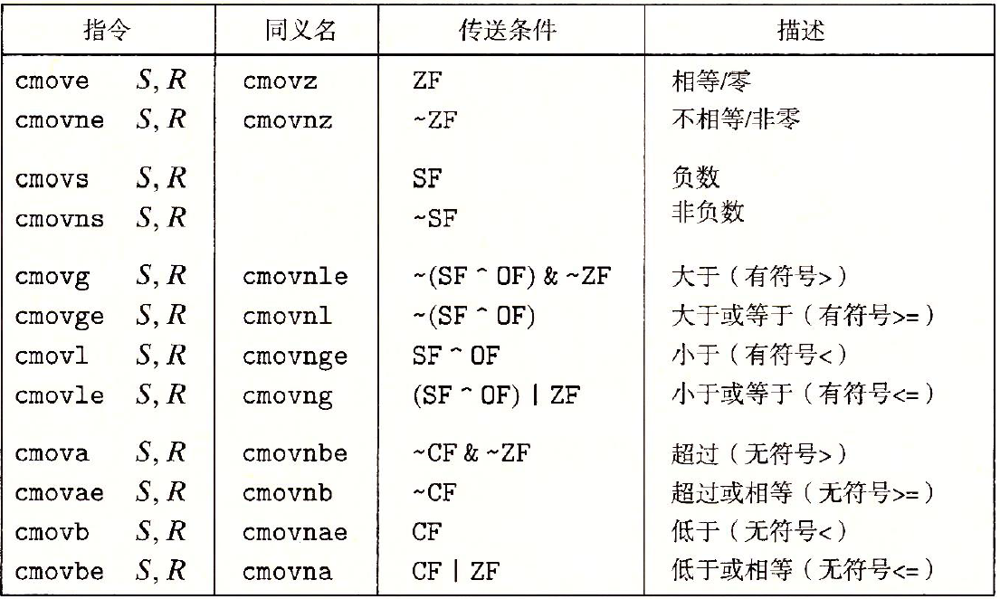 指令 同义名 传送条件 描述
cmove S, R cmovz ZF 相等/零
cmovne S, R cmovnz ~ZF 不相等/非零
cmovs S, R SF 负数
cmovns S, R ~SF 非负数
cmovg S, R cmovnle ~(SF ^ OF) & ~ZF 大于（有符号>）
cmovge S, R cmovnl ~(SF ^ OF) 大于或等于（有符号>=）
cmovl S, R cmovnge SF ^ OF 小于（有符号<）
cmovle S, R cmovng (SF ^ OF) | ZF 小于或等于（有符号<=）
cmova S, R cmovnbe ~CF & ~ZF 超过（无符号>）
cmovae S, R cmovnb ~CF 超过或相等（无符号>=）
cmovb S, R cmovnae CF 低于（无符号<）
cmovbe S, R cmovna CF | ZF 低于或相等（无符号<=）